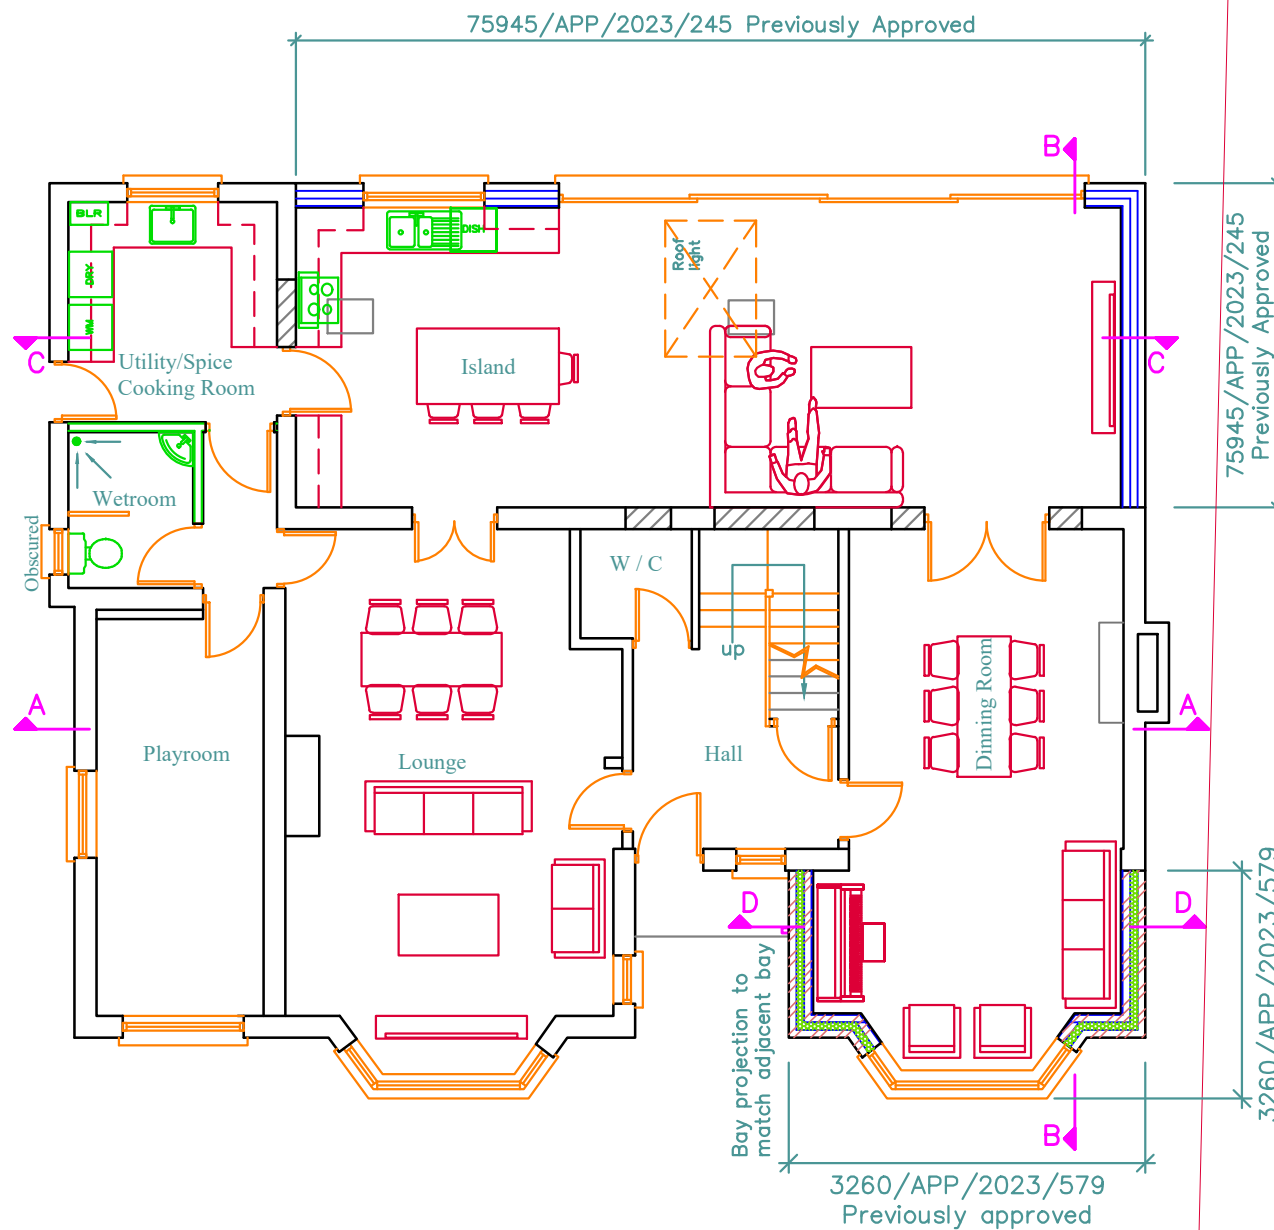 75945/APP/2023/245 Previously Approved
B
BLR
DISH
Roof
light
DRY
WM
C
C
Utility/Spice
Cooking Room
Island
75945/APP/2023/245
Previously Approved
Wetroom
Obscured
W / C
up
A
A
Playroom
Lounge
Hall
Dinning Room
D
D
Bay projection to
match adjacent bay
3260/APP/2023/579
B
3260/APP/2023/579
Previously approved